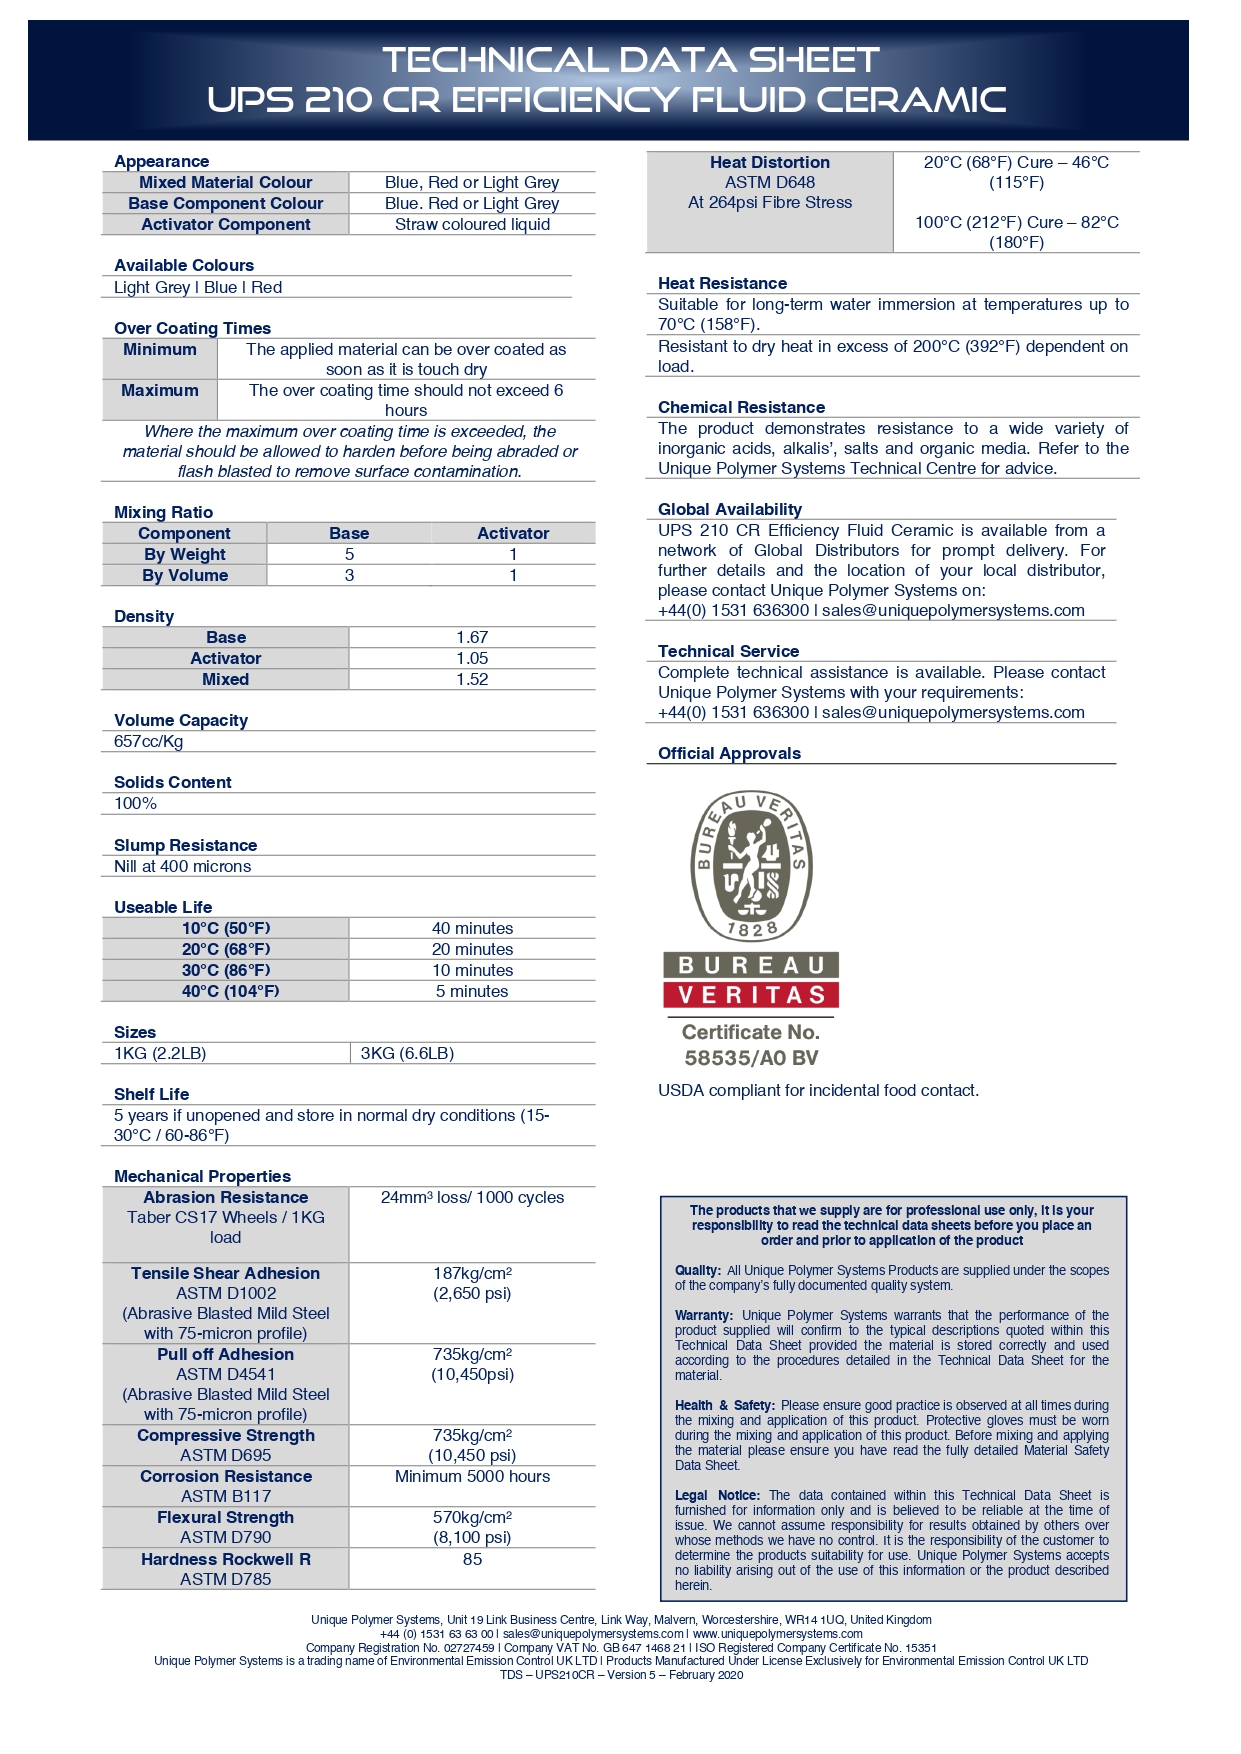 TECHNICAL DATA SHEET
UPS 210 CR EFFICIENCY FLUID CERAMIC
Appearance
Mixed Material Colour Blue, Red or Light Grey
Base Component Colour Blue. Red or Light Grey
Activator Component Straw coloured liquid
Available Colours
Light Grey | Blue | Red
Over Coating Times
Minimum The applied material can be over coated as
soon as it is touch dry
Maximum The over coating time should not exceed 6
hours
Where the maximum over coating time is exceeded, the
material should be allowed to harden before being abraded or
flash blasted to remove surface contamination.
Mixing Ratio
Component Base Activator
By Weight 5 1
By Volume 3 1
Density
Base 1.67
Activator 1.05
Mixed 1.52
Volume Capacity
657cc/Kg
Solids Content
100%
Slump Resistance
Nill at 400 microns
Useable Life
10°C (50°F) 40 minutes
20°C (68°F) 20 minutes
30°C (86°F) 10 minutes
40°C (104°F) 5 minutes
Sizes
1KG (2.2LB) 3KG (6.6LB)
Shelf Life
5 years if unopened and store in normal dry conditions (15-
30°C / 60-86°F)
Mechanical Properties
Abrasion Resistance 24mm³ loss/ 1000 cycles
Taber CS17 Wheels / 1KG
load
Tensile Shear Adhesion 187kg/cm²
ASTM D1002 (2,650 psi)
(Abrasive Blasted Mild Steel
with 75-micron profile)
Pull off Adhesion 735kg/cm²
ASTM D4541 (10,450psi)
(Abrasive Blasted Mild Steel
with 75-micron profile)
Compressive Strength 735kg/cm²
ASTM D695 (10,450 psi)
Corrosion Resistance Minimum 5000 hours
ASTM B117
Flexural Strength 570kg/cm²
ASTM D790 (8,100 psi)
Hardness Rockwell R 85
ASTM D785
Heat Distortion 20°C (68°F) Cure – 46°C
ASTM D648 (115°F)
At 264psi Fibre Stress
100°C (212°F) Cure – 82°C
(180°F)
Heat Resistance
Suitable for long-term water immersion at temperatures up to
70°C (158°F).
Resistant to dry heat in excess of 200°C (392°F) dependent on
load.
Chemical Resistance
The product demonstrates resistance to a wide variety of
inorganic acids, alkalis’, salts and organic media. Refer to the
Unique Polymer Systems Technical Centre for advice.
Global Availability
UPS 210 CR Efficiency Fluid Ceramic is available from a
network of Global Distributors for prompt delivery. For
further details and the location of your local distributor,
please contact Unique Polymer Systems on:
+44(0) 1531 636300 | sales@uniquepolymersystems.com
Technical Service
Complete technical assistance is available. Please contact
Unique Polymer Systems with your requirements:
+44(0) 1531 636300 | sales@uniquepolymersystems.com
Official Approvals
BUREAU VERITAS
1828
BUREAU
VERITAS
Certificate No.
58535/A0 BV
USDA compliant for incidental food contact.
The products that we supply are for professional use only, it is your
responsibility to read the technical data sheets before you place an
order and prior to application of the product
Quality: All Unique Polymer Systems Products are supplied under the scopes
of the company’s fully documented quality system.
Warranty: Unique Polymer Systems warrants that the performance of the
product supplied will confirm to the typical descriptions quoted within this
Technical Data Sheet provided the material is stored correctly and used
according to the procedures detailed in the Technical Data Sheet for the
material.
Health & Safety: Please ensure good practice is observed at all times during
the mixing and application of this product. Protective gloves must be worn
during the mixing and application of this product. Before mixing and applying
the material please ensure you have read the fully detailed Material Safety
Data Sheet.
Legal Notice: The data contained within this Technical Data Sheet is
furnished for information only and is believed to be reliable at the time of
issue. We cannot assume responsibility for results obtained by others over
whose methods we have no control. It is the responsibility of the customer to
determine the products suitability for use. Unique Polymer Systems accepts
no liability arising out of the use of this information or the product described
herein.
Unique Polymer Systems, Unit 19 Link Business Centre, Link Way, Malvern, Worcestershire, WR14 1UQ, United Kingdom
+44 (0) 1531 63 63 00 | sales@uniquepolymersystems.com | www.uniquepolymersystems.com
Company Registration No. 02727459 | Company VAT No. GB 647 1468 21 | ISO Registered Company Certificate No. 15351
Unique Polymer Systems is a trading name of Environmental Emission Control UK LTD | Products Manufactured Under License Exclusively for Environmental Emission Control UK LTD
TDS – UPS210CR – Version 5 – February 2020